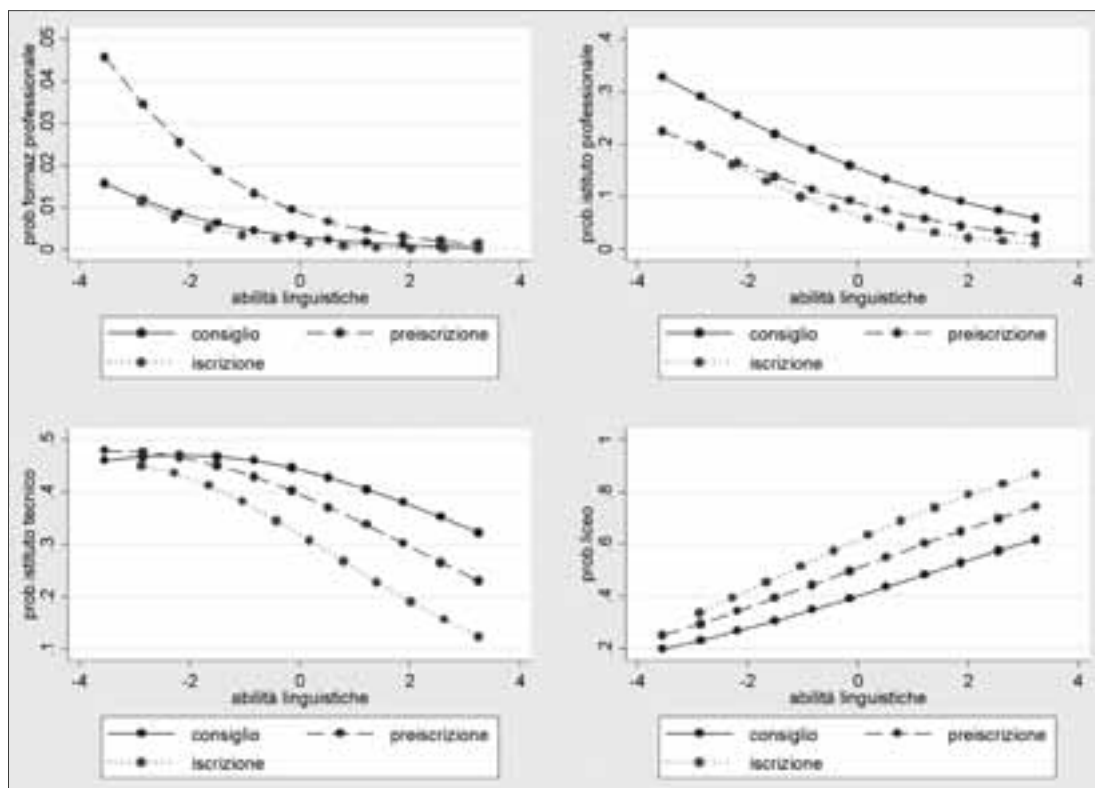 prob.formaz.professionale
0 .01 .02 .03 .04 .05
-4 -2 0 2 4
abilità linguistiche
consiglio preiscrizione
iscrizione
prob.istituto professionale
0 .1 .2 .3 .4
-4 -2 0 2 4
abilità linguistiche
consiglio preiscrizione
iscrizione
prob.istituto tecnico
.1 .2 .3 .4 .5
-4 -2 0 2 4
abilità linguistiche
consiglio preiscrizione
iscrizione
prob.liceo
.2 .4 .6 .8 1
-4 -2 0 2 4
abilità linguistiche
consiglio preiscrizione
iscrizione